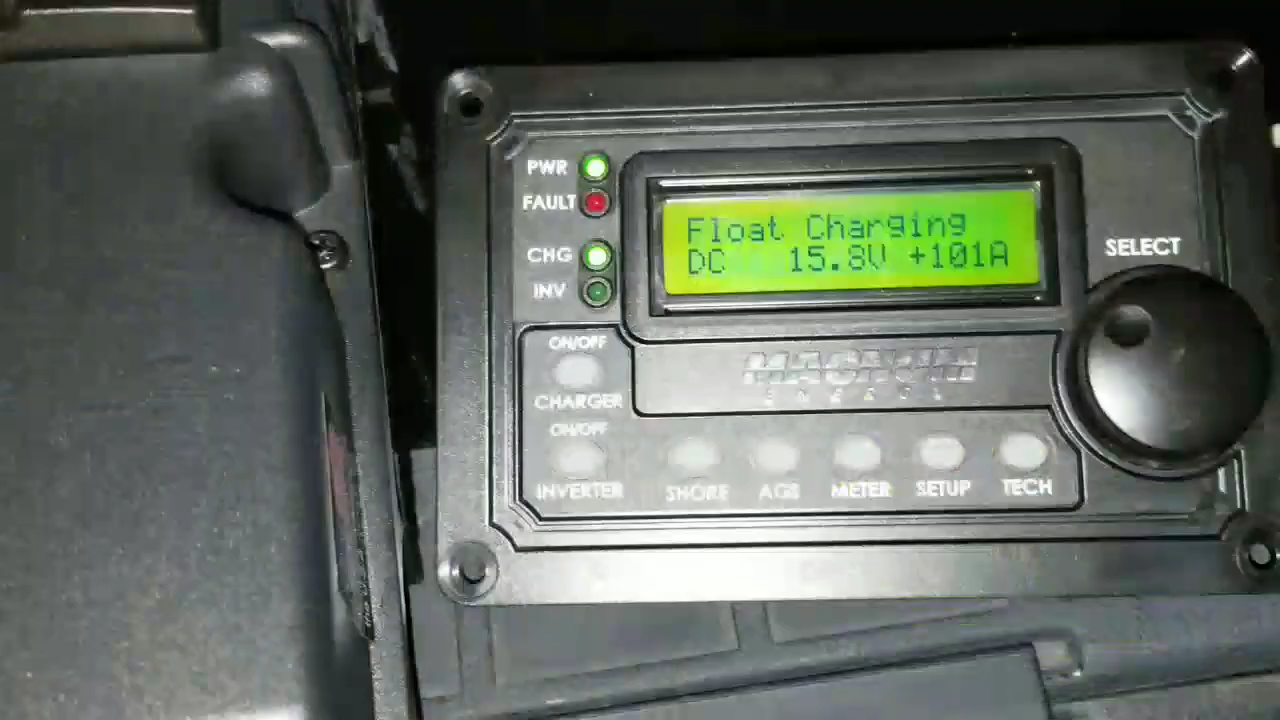 PWR
FAULT
CHG
INV
Float Charging
DC 15.8V +101A
SELECT
ON/OFF
CHARGER
ON/OFF
INVERTER
MAGNUM
SHORE
AGS
METER
SETUP
TECH